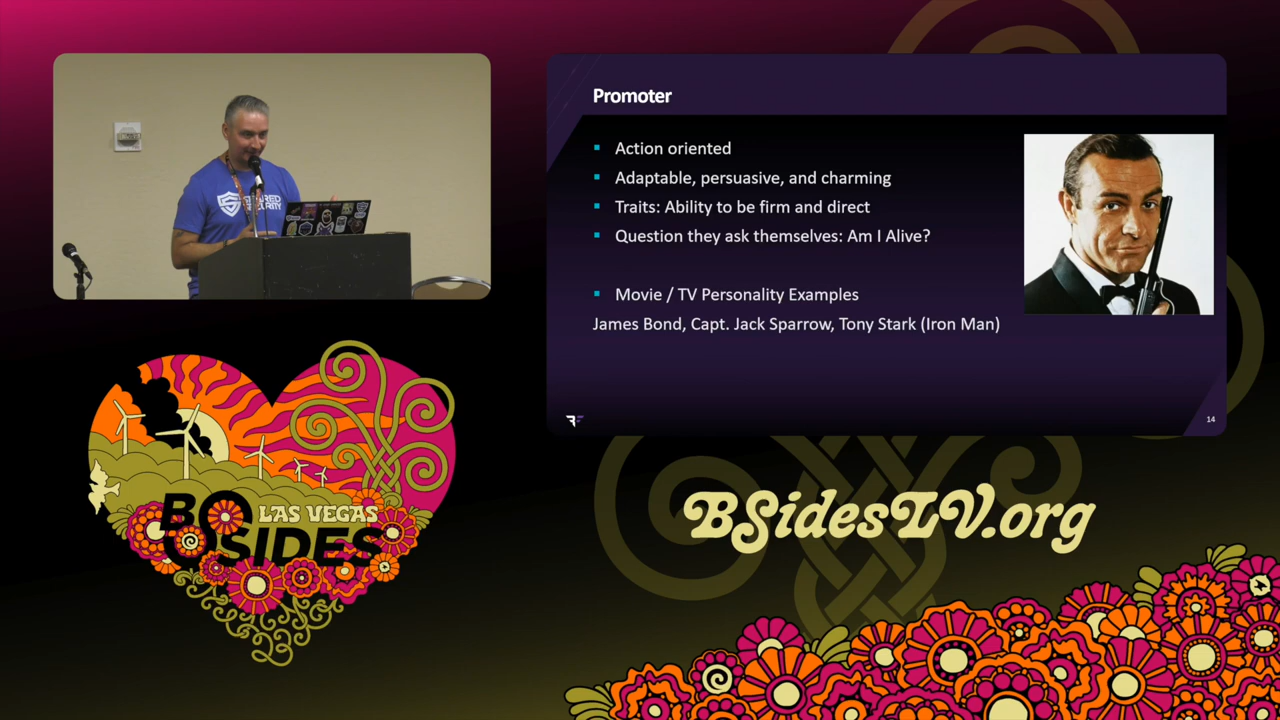 Promoter
Action oriented
Adaptable, persuasive, and charming
Traits: Ability to be firm and direct
Question they ask themselves: Am I Alive?
Movie / TV Personality Examples
James Bond, Capt. Jack Sparrow, Tony Stark (Iron Man)
14
LAS VEGAS
BSIDES
23
BSidesLV.org